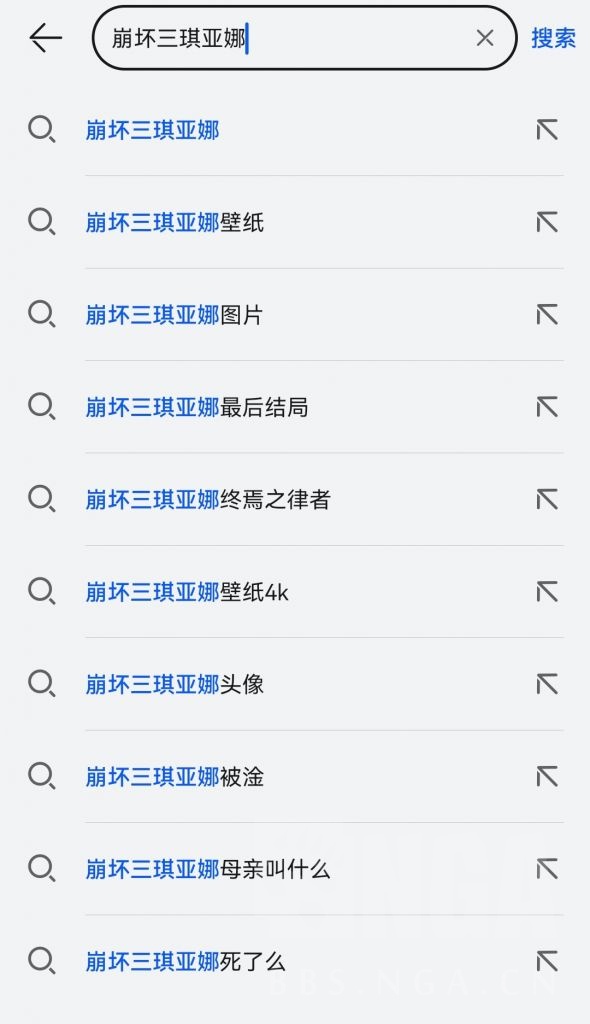 崩坏三琪亚娜 搜索
崩坏三琪亚娜
崩坏三琪亚娜壁纸
崩坏三琪亚娜图片
崩坏三琪亚娜最后结局
崩坏三琪亚娜终焉之律者
崩坏三琪亚娜壁纸4k
崩坏三琪亚娜头像
崩坏三琪亚娜被淦
崩坏三琪亚娜母亲叫什么
崩坏三琪亚娜死了么
NGA
BBS.NGA.CN